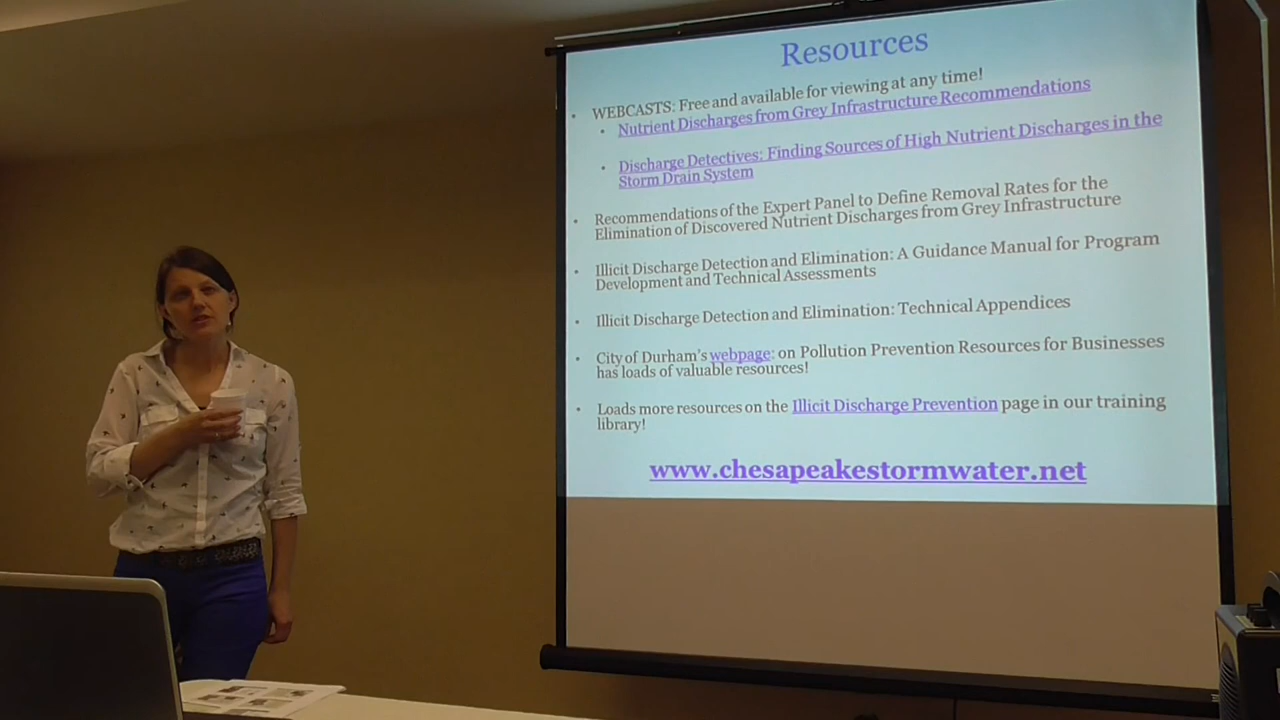 Resources
• WEBCASTS: Free and available for viewing at any time!
• Nutrient Discharges from Grey Infrastructure Recommendations
• Discharge Detectives: Finding Sources of High Nutrient Discharges in the
Storm Drain System
• Recommendations of the Expert Panel to Define Removal Rates for the
Elimination of Discovered Nutrient Discharges from Grey Infrastructure
• Illicit Discharge Detection and Elimination: A Guidance Manual for Program
Development and Technical Assessments
• Illicit Discharge Detection and Elimination: Technical Appendices
• City of Durham's webpage: on Pollution Prevention Resources for Businesses
has loads of valuable resources!
• Loads more resources on the Illicit Discharge Prevention page in our training
library!
www.chesapeakestormwater.net